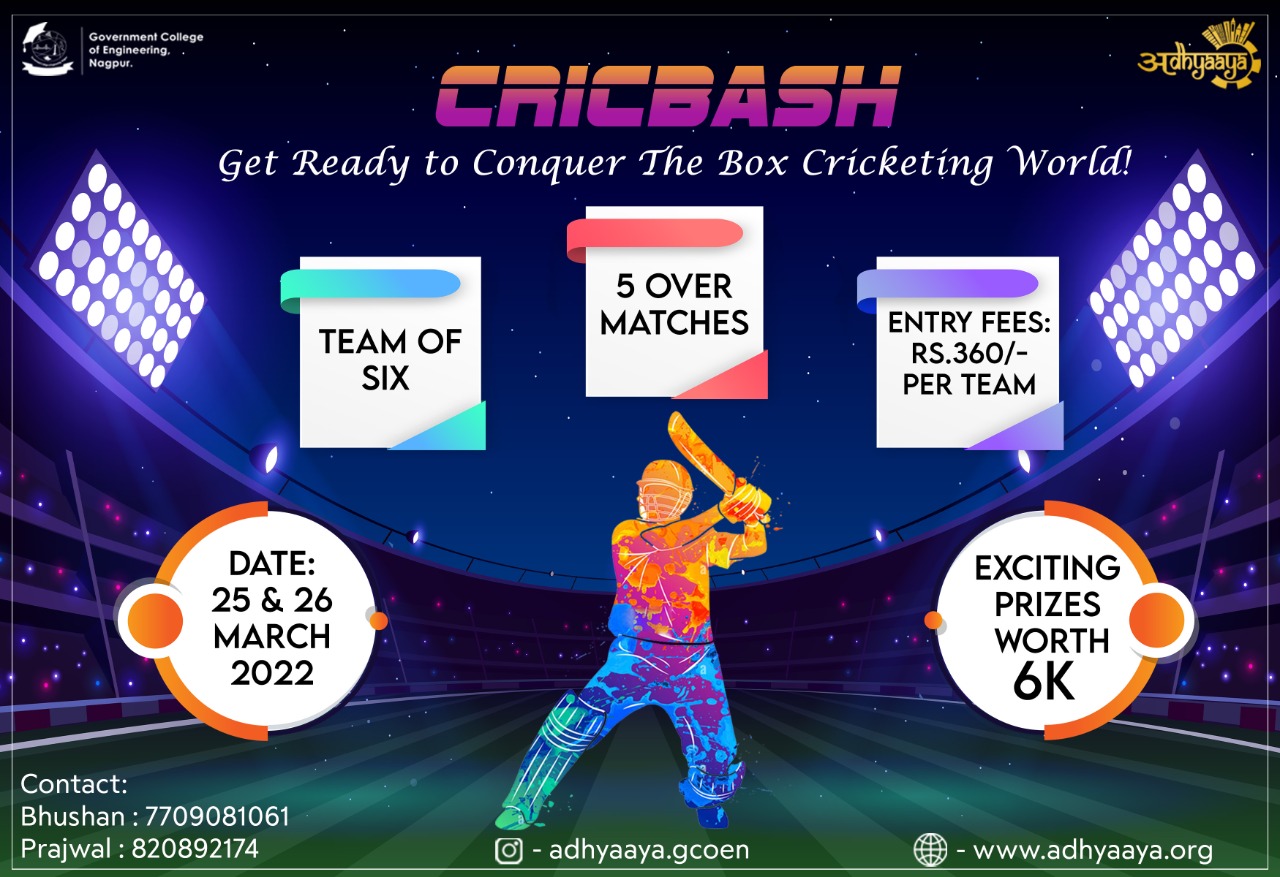 Government College
of Engineering,
Nagpur.
अdhyaaya
CRICBASH
Get Ready to Conquer The Box Cricketing World!
TEAM OF
SIX
5 OVER
MATCHES
ENTRY FEES:
RS.360/-
PER TEAM
DATE:
25 & 26
MARCH
2022
EXCITING
PRIZES
WORTH
6K
Contact:
Bhushan : 7709081061
Prajwal : 820892174
- adhyaaya.gcoen
- www.adhyaaya.org